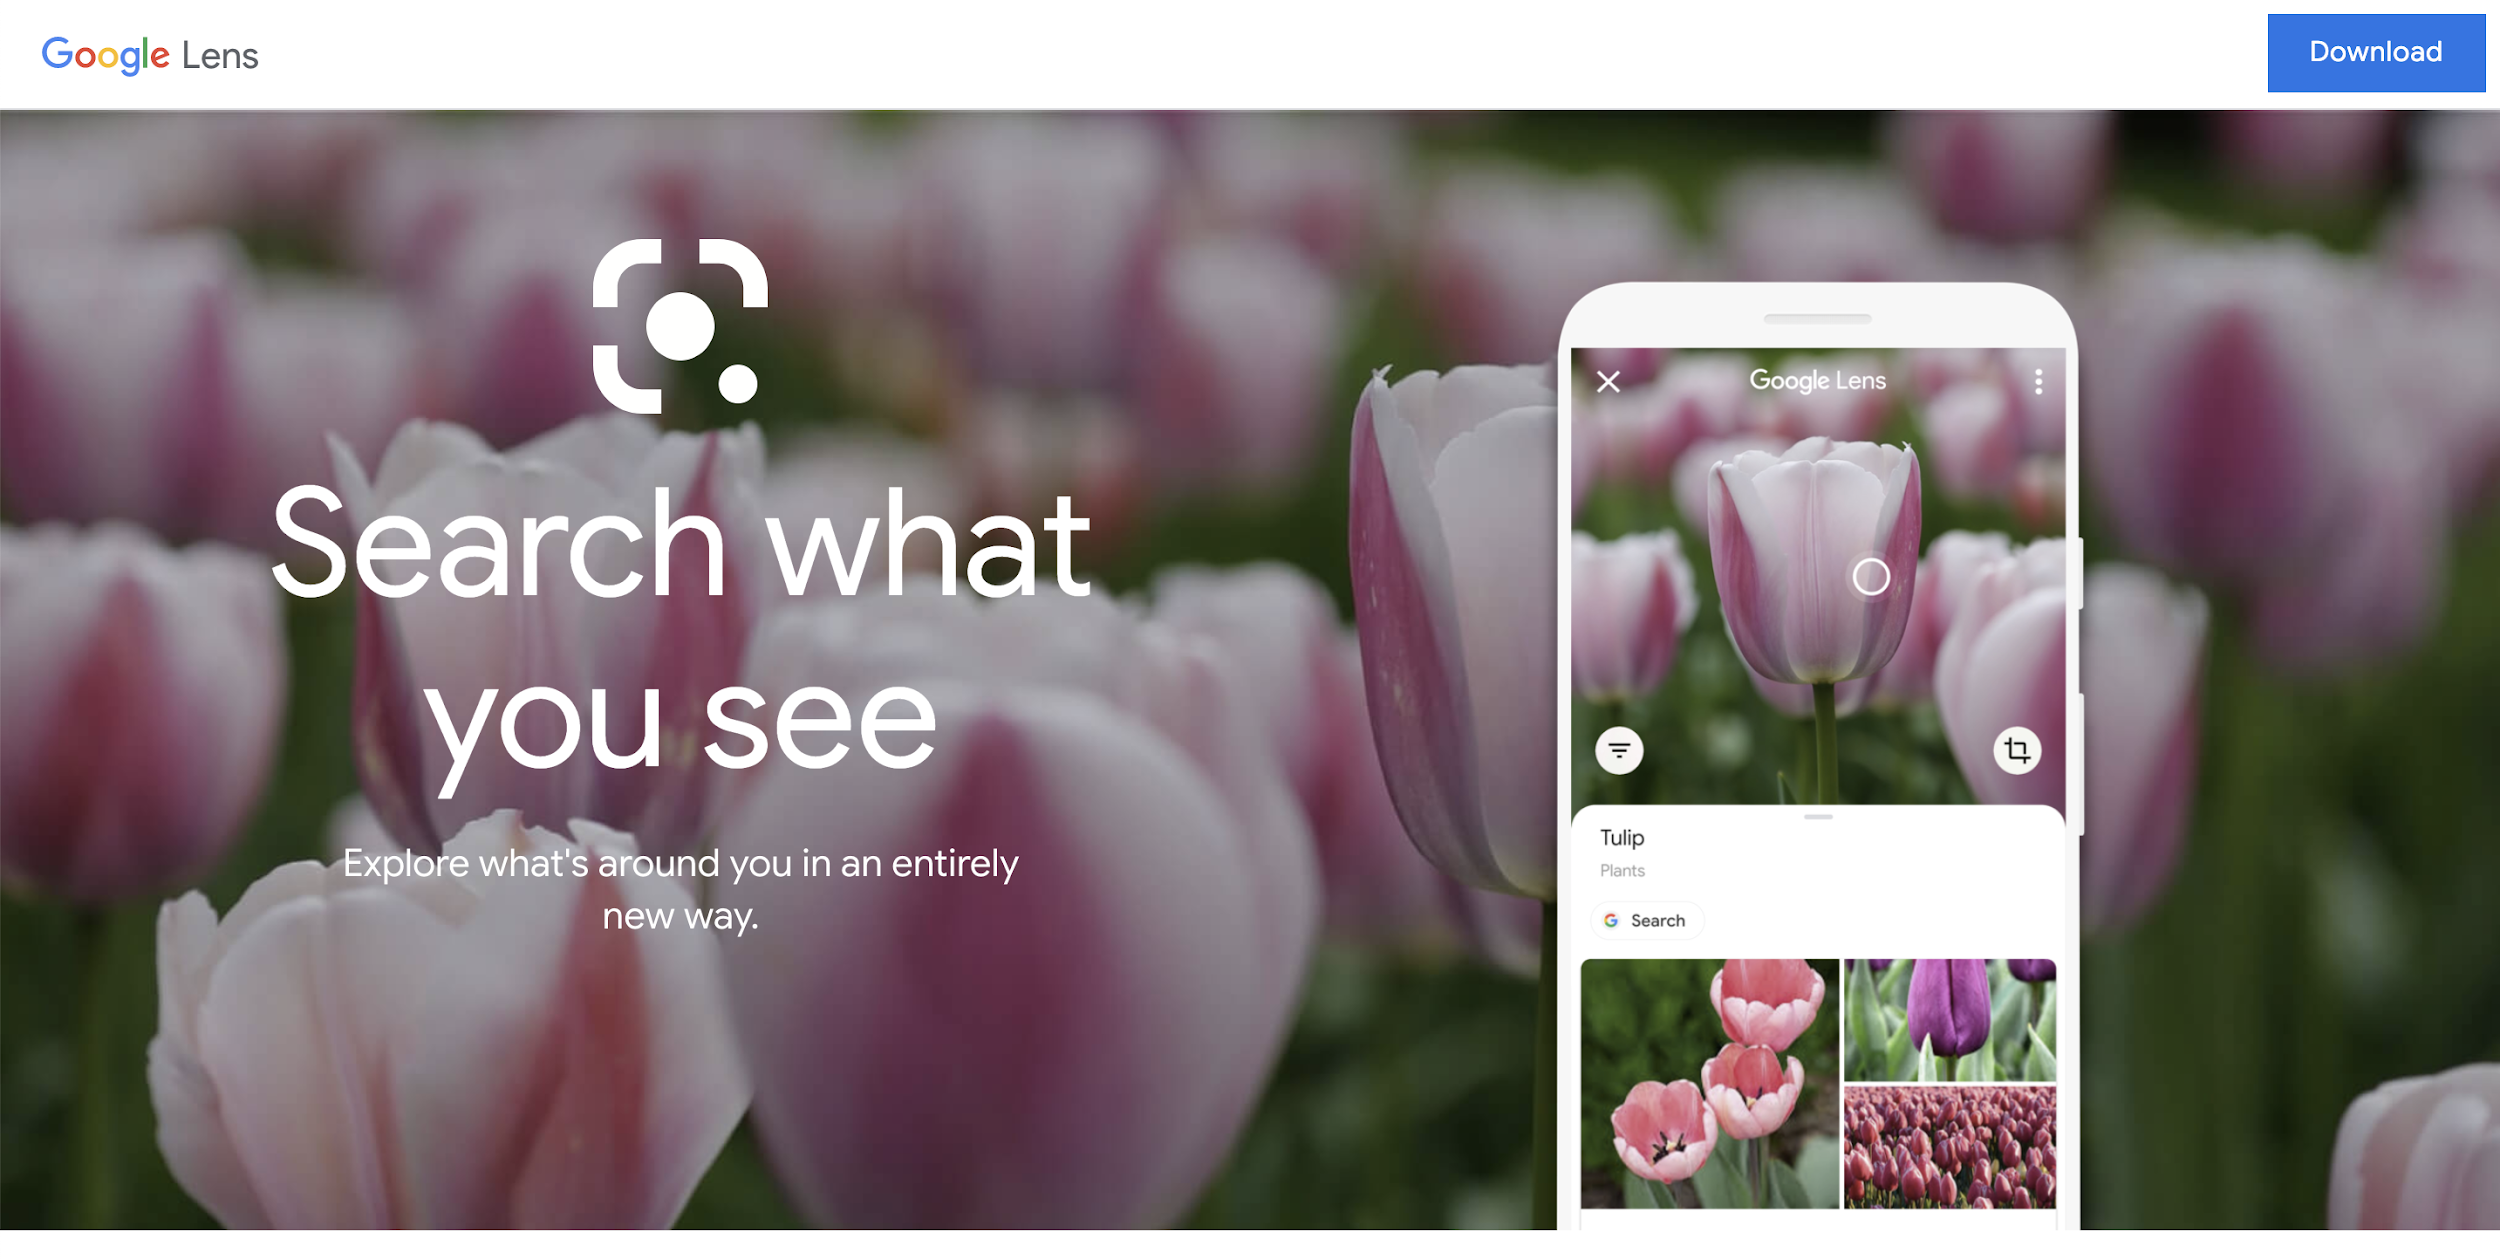 Google Lens
Download
Search what
you see
Explore what's around you in an entirely
new way.
Google Lens
Tulip
Plants
G Search